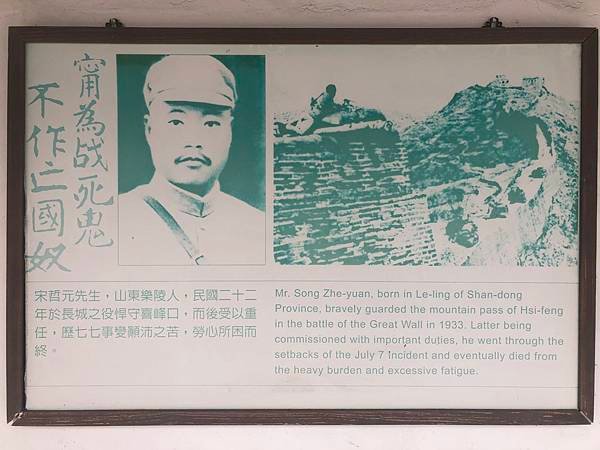 甯為战死鬼
不作亡國奴
宋哲元先生，山東樂陵人，民國二十二
年於長城之役悍守喜峰口，而後受以重
任，歷七七事變顛沛之苦，勞心所困而
終。
Mr. Song Zhe-yuan, born in Le-ling of Shan-dong
Province, bravely guarded the mountain pass of Hsi-feng
in the battle of the Great Wall in 1933. Latter being
commissioned with important duties, he went through the
setbacks of the July 7 Incident and eventually died from
the heavy burden and excessive fatigue.